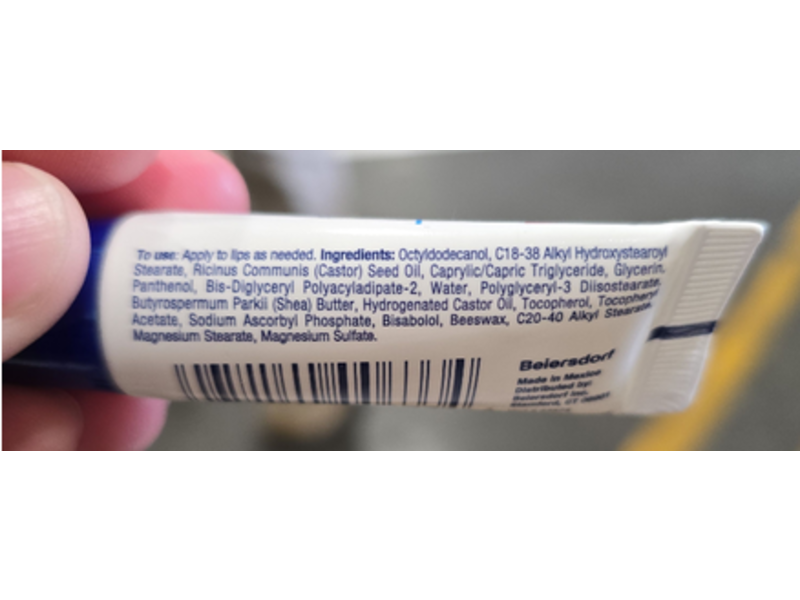 To use: Apply to lips as needed. Ingredients: Octyldodecanol, C18-38 Alkyl Hydroxystearoyl
Stearate, Ricinus Communis (Castor) Seed Oil, Caprylic/Capric Triglyceride, Glycerin,
Panthenol, Bis-Diglyceryl Polyacyladipate-2, Water, Polyglyceryl-3 Diisostearate,
Butyrospermum Parkii (Shea) Butter, Hydrogenated Castor Oil, Tocopherol, Tocopheryl
Acetate, Sodium Ascorbyl Phosphate, Bisabolol, Beeswax, C20-40 Alkyl Stearate,
Magnesium Stearate, Magnesium Sulfate.
Beiersdorf
Made in Mexico
Distributed by:
Beiersdorf Inc.
Stamford, CT